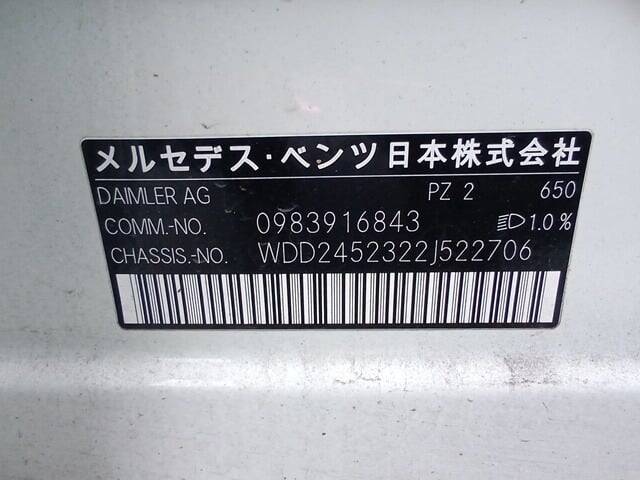 メルセデス・ベンツ日本株式会社
DAIMLER AG PZ 2 650
COMM.-NO. 0983916843 1.0%
CHASSIS.-NO. WDD2452322J522706